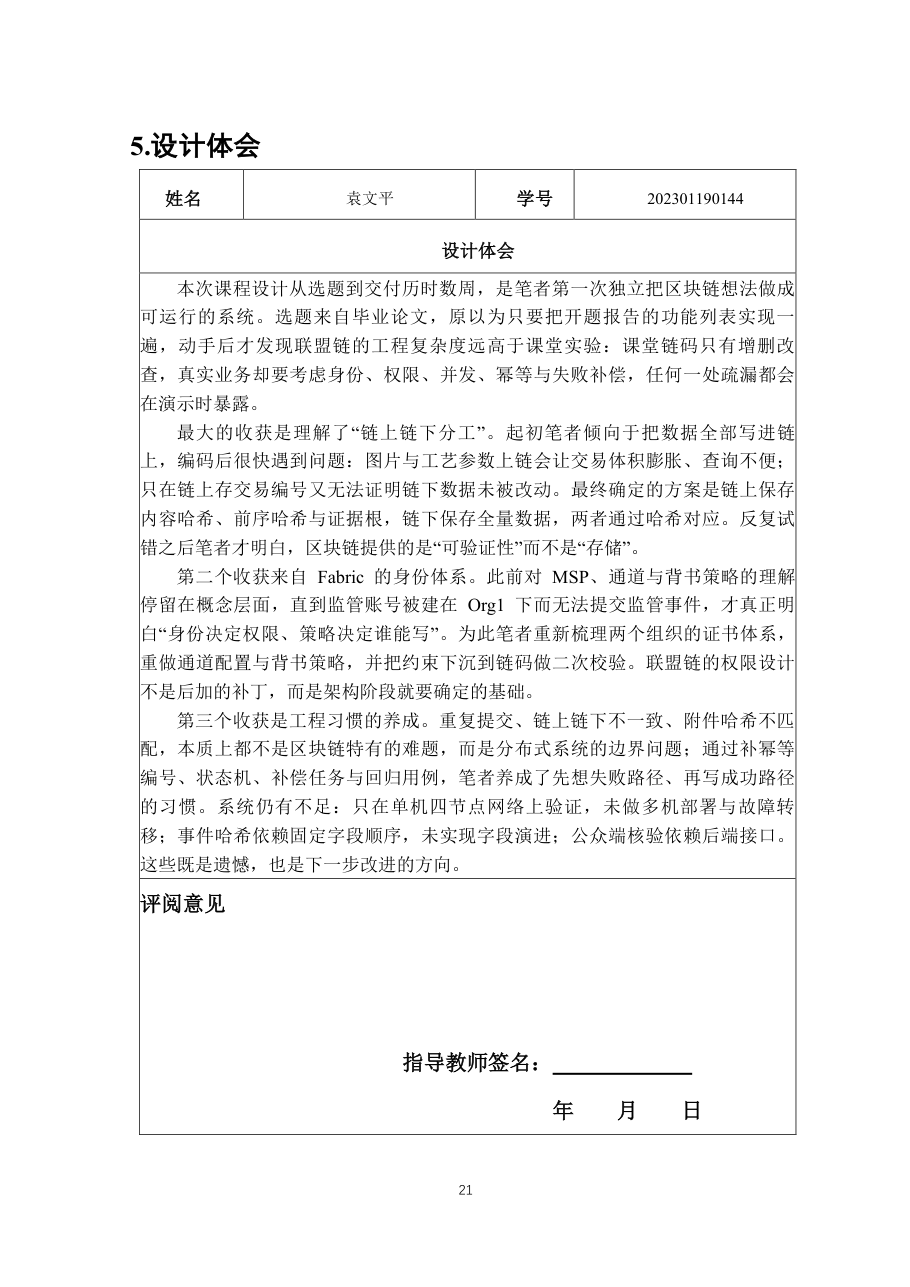 5.设计体会
姓名 袁文平 学号 202301190144
设计体会
本次课程设计从选题到交付历时数周，是笔者第一次独立把区块链想法做成
可运行的系统。选题来自毕业论文，原以为只要把开题报告的功能列表实现一
遍，动手后才发现联盟链的工程复杂度远高于课堂实验：课堂链码只有增删改
查，真实业务却要考虑身份、权限、并发、幂等与失败补偿，任何一处疏漏都会
在演示时暴露。
最大的收获是理解了“链上链下分工”。起初笔者倾向于把数据全部写进链
上，编码后很快遇到问题：图片与工艺参数上链会让交易体积膨胀、查询不便；
只在链上存交易编号又无法证明链下数据未被改动。最终确定的方案是链上保存
内容哈希、前序哈希与证据根，链下保存全量数据，两者通过哈希对应。反复试
错之后笔者才明白，区块链提供的是“可验证性”而不是“存储”。
第二个收获来自 Fabric 的身份体系。此前对 MSP、通道与背书策略的理解
停留在概念层面，直到监管账号被建在 Org1 下而无法提交监管事件，才真正明
白“身份决定权限、策略决定谁能写”。为此笔者重新梳理两个组织的证书体系，
重做通道配置与背书策略，并把约束下沉到链码做二次校验。联盟链的权限设计
不是后加的补丁，而是架构阶段就要确定的基础。
第三个收获是工程习惯的养成。重复提交、链上链下不一致、附件哈希不匹
配，本质上都不是区块链特有的难题，而是分布式系统的边界问题；通过补幂等
编号、状态机、补偿任务与回归用例，笔者养成了先想失败路径、再写成功路径
的习惯。系统仍有不足：只在单机四节点网络上验证，未做多机部署与故障转
移；事件哈希依赖固定字段顺序，未实现字段演进；公众端核验依赖后端接口。
这些既是遗憾，也是下一步改进的方向。
评阅意见
指导教师签名：
年 月 日
21